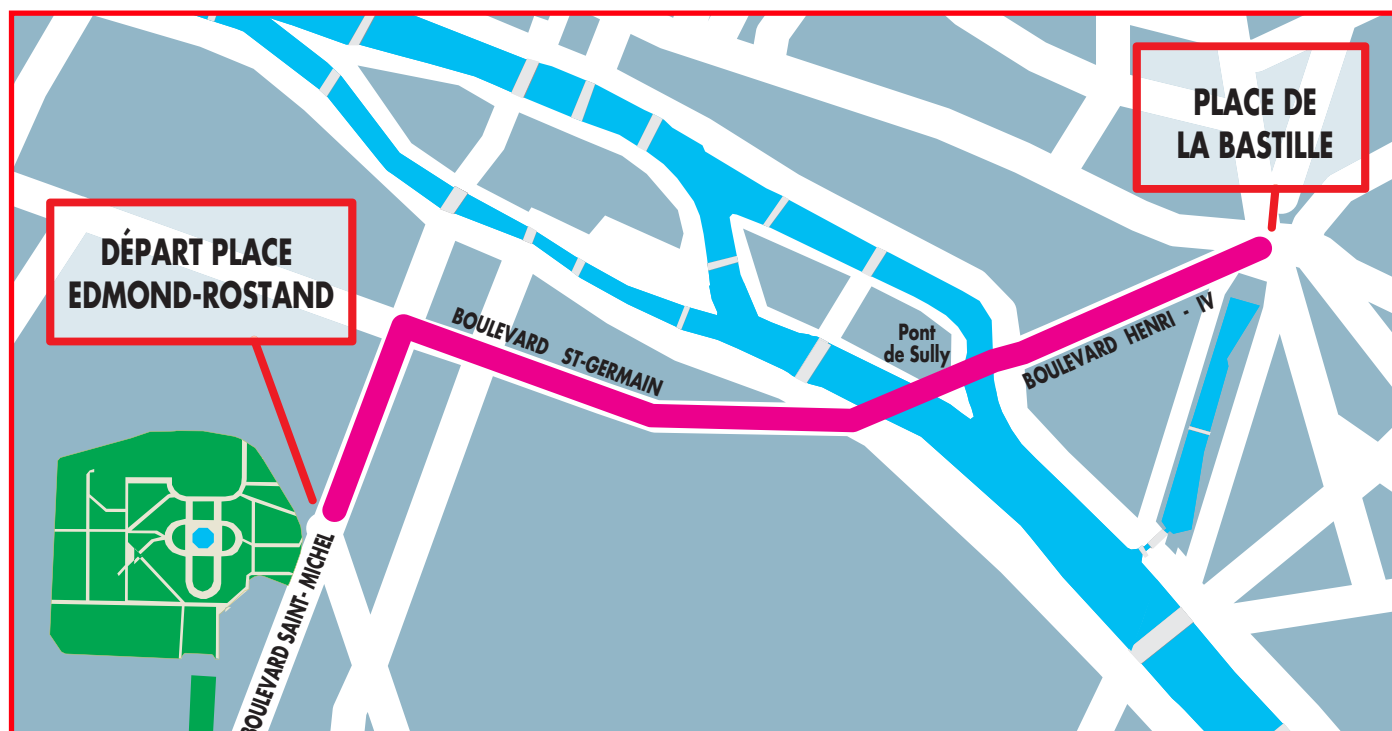 PLACE DE
LA BASTILLE
DÉPART PLACE
EDMOND-ROSTAND
BOULEVARD ST-GERMAIN
Pont
de Sully
BOULEVARD HENRI - IV
BOULEVARD SAINT- MICHEL